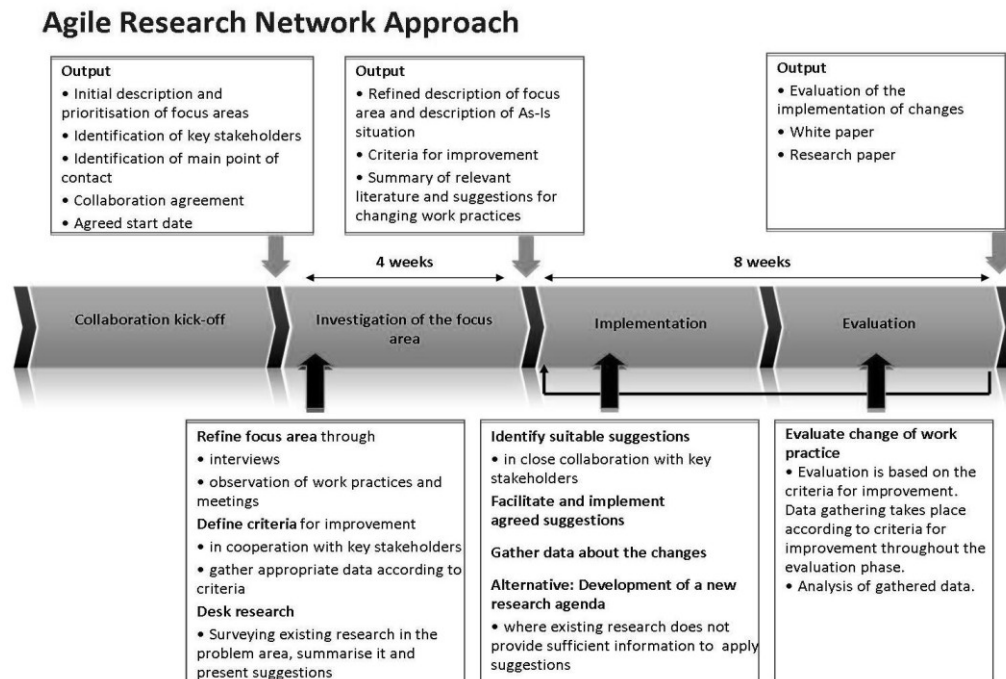 Agile Research Network Approach
Output
• Initial description and
prioritisation of focus areas
• Identification of key stakeholders
• Identification of main point of
contact
• Collaboration agreement
• Agreed start date
Output
• Refined description of focus
area and description of As-Is
situation
• Criteria for improvement
• Summary of relevant
literature and suggestions for
changing work practices
Output
• Evaluation of the
implementation of changes
• White paper
• Research paper
4 weeks
8 weeks
Collaboration kick-off
Investigation of the focus
area
Implementation
Evaluation
Refine focus area through
• interviews
• observation of work practices and
meetings
Define criteria for improvement
• in cooperation with key stakeholders
• gather appropriate data according to
criteria
Desk research
• Surveying existing research in the
problem area, summarise it and
present suggestions
Identify suitable suggestions
• in close collaboration with key
stakeholders
Facilitate and implement
agreed suggestions
Gather data about the changes
Alternative: Development of a new
research agenda
• where existing research does not
provide sufficient information to apply
suggestions
Evaluate change of work
practice
• Evaluation is based on the
criteria for improvement.
Data gathering takes place
according to criteria for
improvement throughout the
evaluation phase.
• Analysis of gathered data.